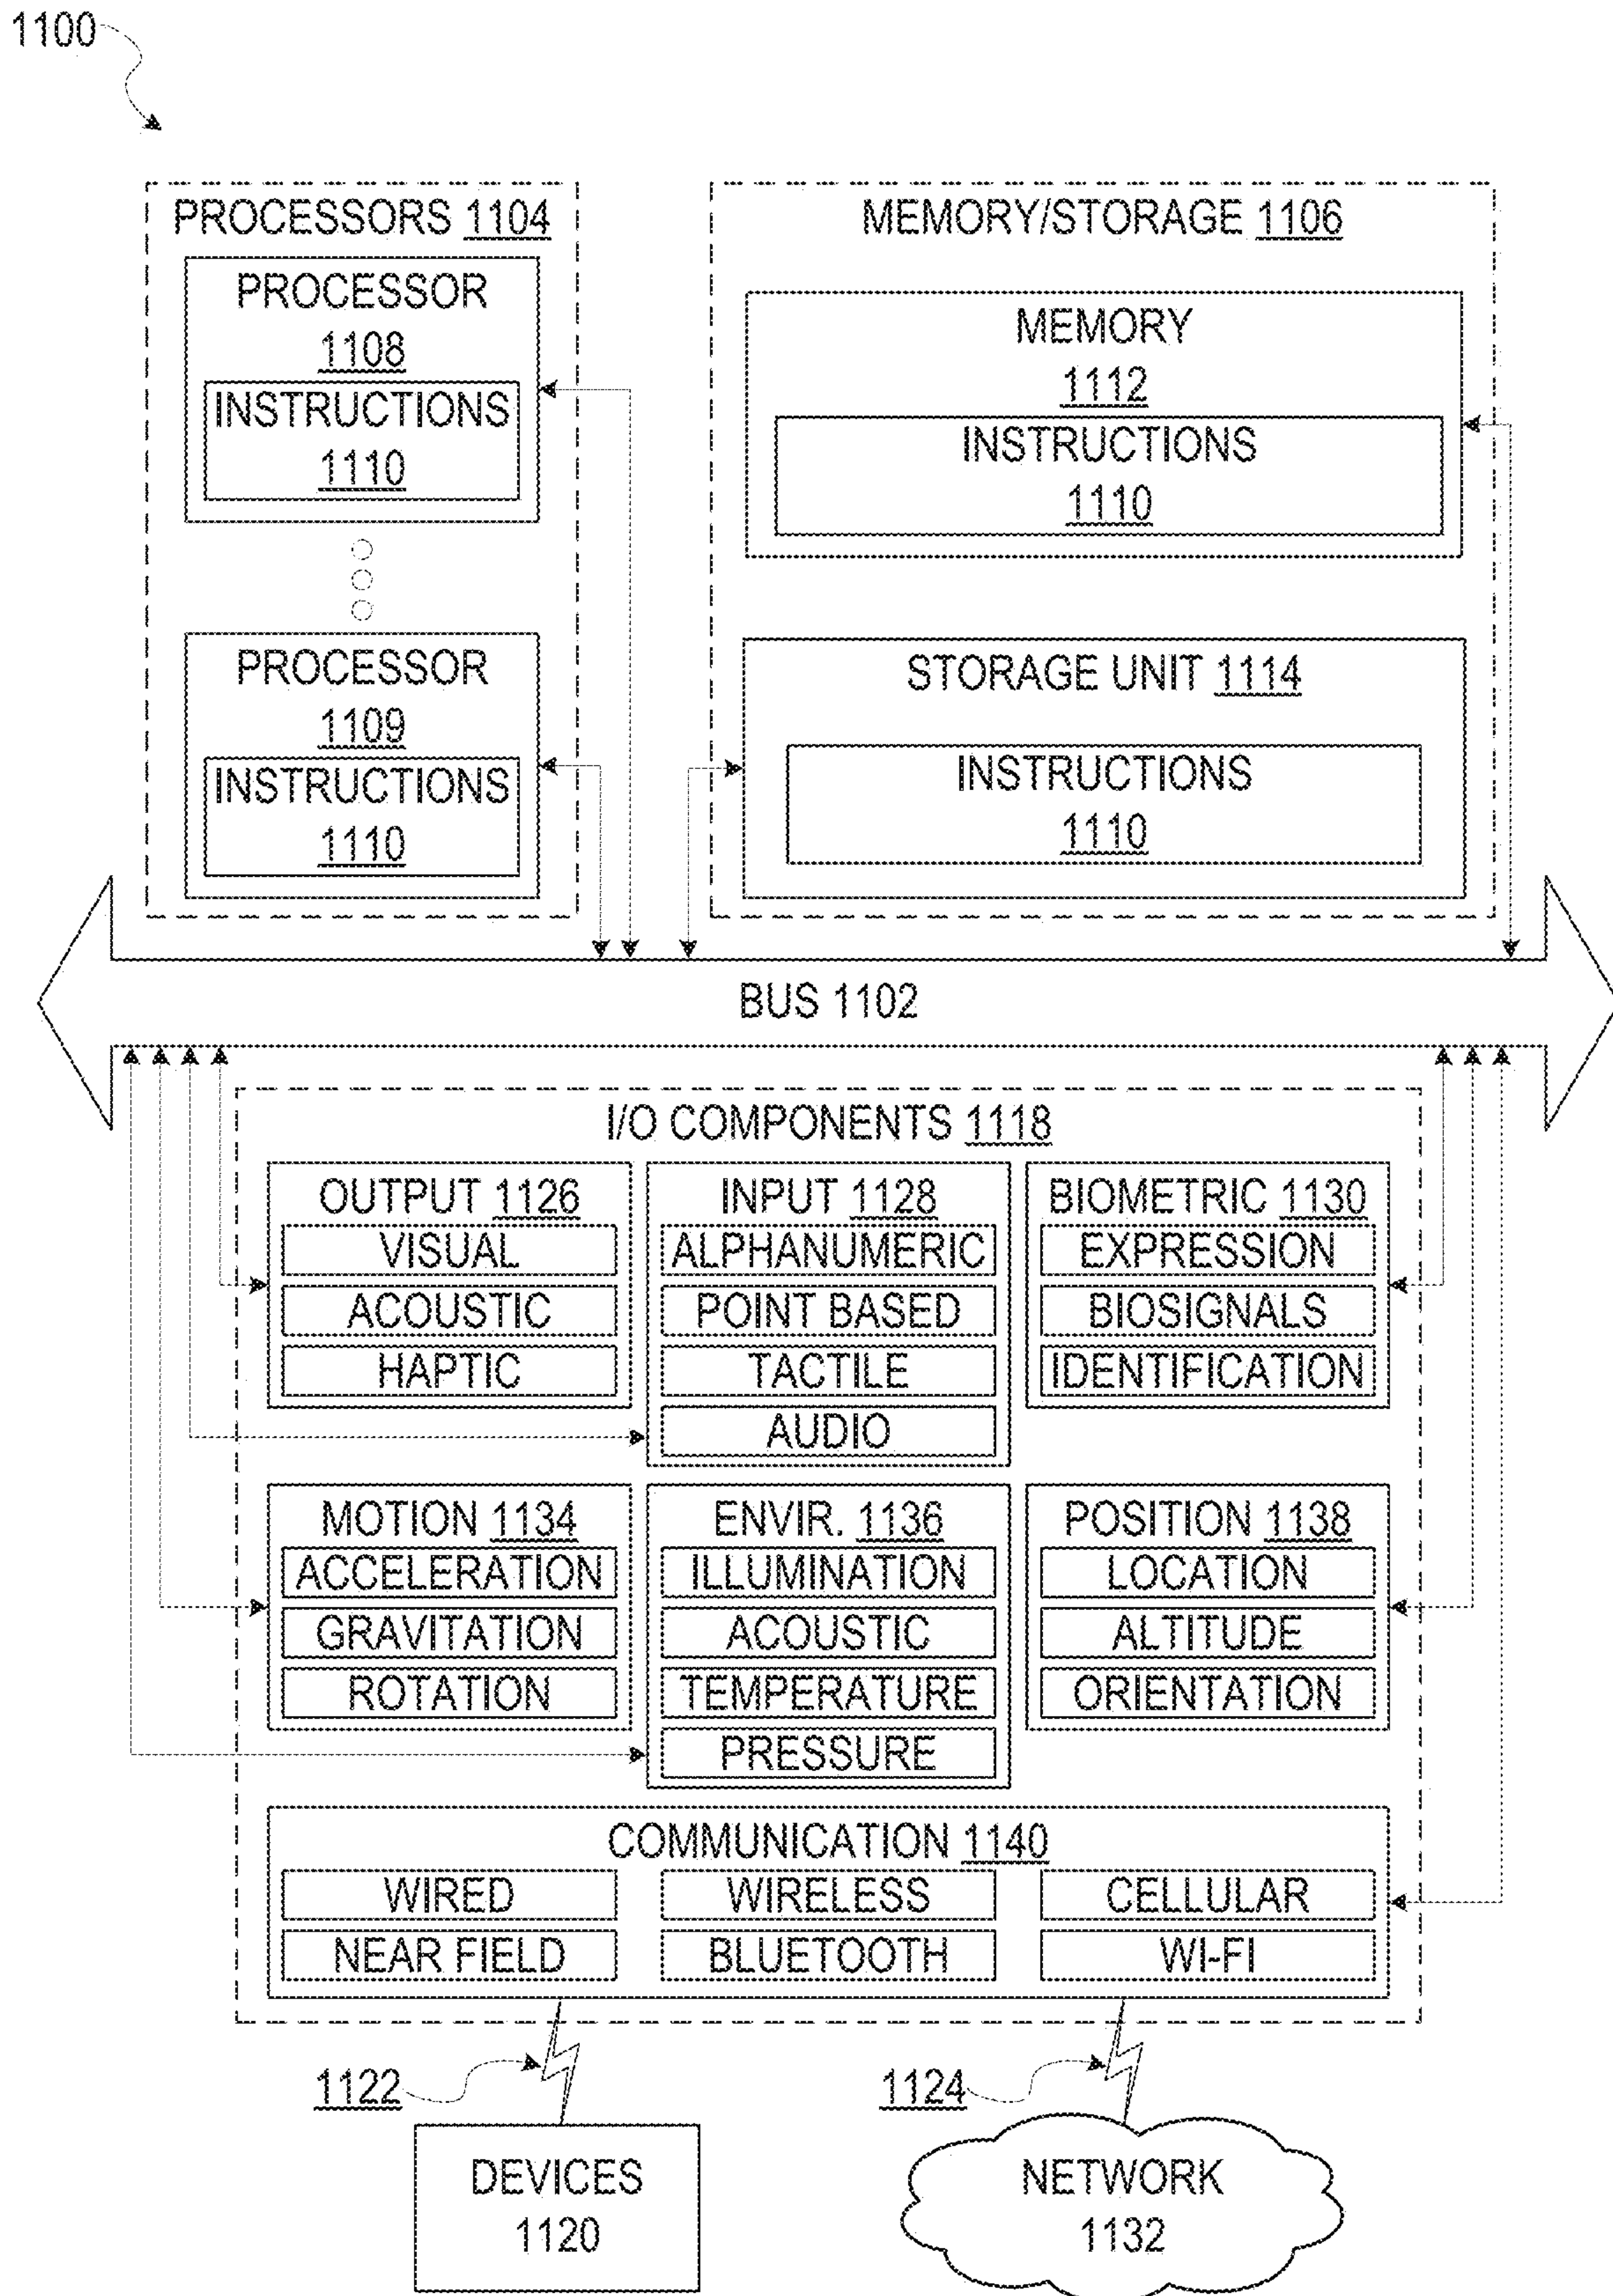 1100
PROCESSORS 1104
PROCESSOR
1108
INSTRUCTIONS
1110
PROCESSOR
1109
INSTRUCTIONS
1110
MEMORY/STORAGE 1106
MEMORY
1112
INSTRUCTIONS
1110
STORAGE UNIT 1114
INSTRUCTIONS
1110
BUS 1102
I/O COMPONENTS 1118
OUTPUT 1126
VISUAL
ACOUSTIC
HAPTIC
INPUT 1128
ALPHANUMERIC
POINT BASED
TACTILE
AUDIO
BIOMETRIC 1130
EXPRESSION
BIOSIGNALS
IDENTIFICATION
MOTION 1134
ACCELERATION
GRAVITATION
ROTATION
ENVIR. 1136
ILLUMINATION
ACOUSTIC
TEMPERATURE
PRESSURE
POSITION 1138
LOCATION
ALTITUDE
ORIENTATION
COMMUNICATION 1140
WIRED
WIRELESS
CELLULAR
NEAR FIELD
BLUETOOTH
WI-FI
1122
1124
DEVICES
1120
NETWORK
1132